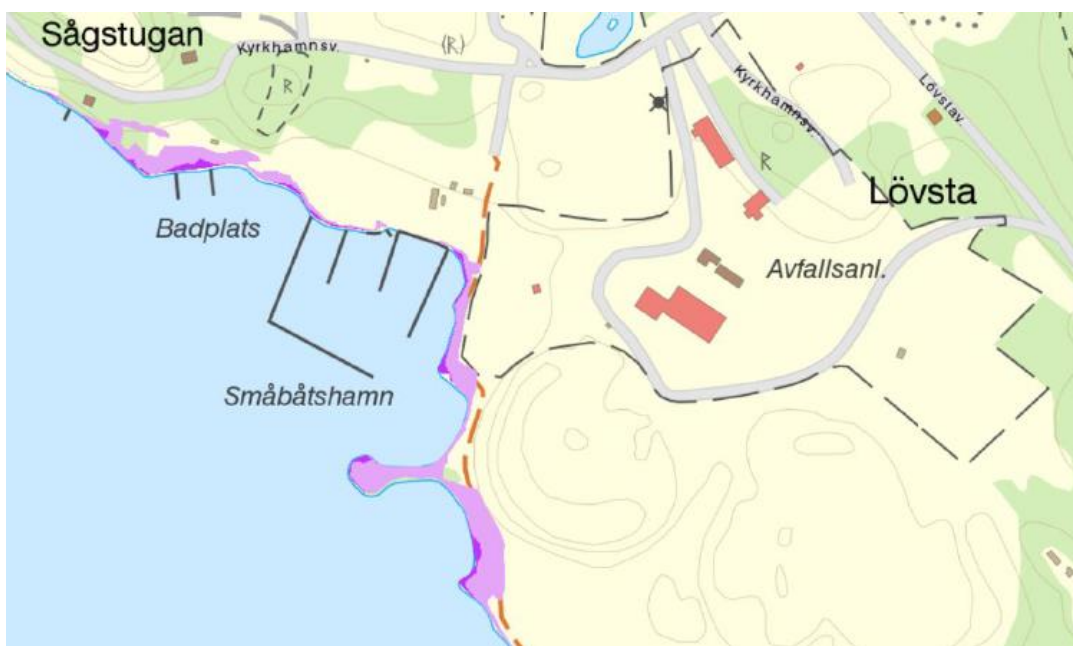 Sågstugan
Kyrkhamnsv.
(R)
R
Kyrkhamnsv.
Lövstav.
R
Lövsta
Badplats
Avfallsanl.
Småbåtshamn